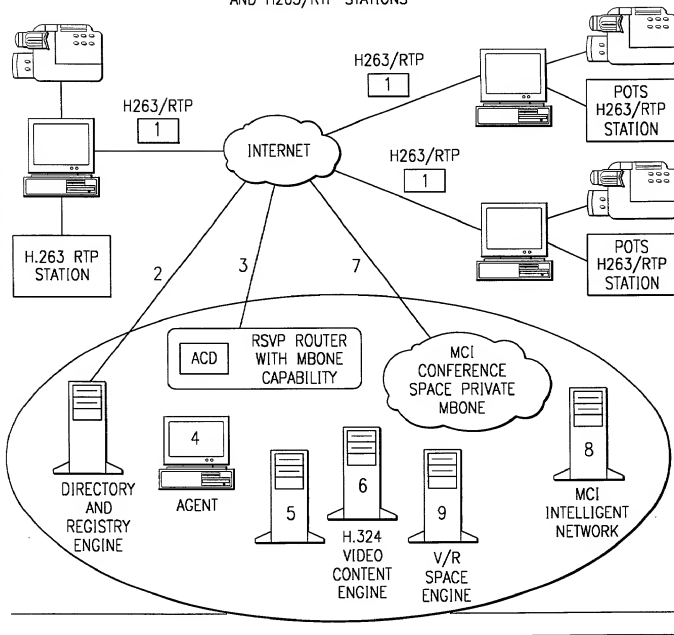 AND H263/RTP STATIONS
H263/RTP
1
H263/RTP
1
POTS
H263/RTP
STATION
INTERNET
H263/RTP
1
H.263 RTP
STATION
POTS
H263/RTP
STATION
2
3
7
ACD
RSVP ROUTER
WITH MBONE
CAPABILITY
MCI
CONFERENCE
SPACE PRIVATE
MBONE
4
AGENT
DIRECTORY
AND
REGISTRY
ENGINE
5
6
H.324
VIDEO
CONTENT
ENGINE
9
V/R
SPACE
ENGINE
8
MCI
INTELLIGENT
NETWORK